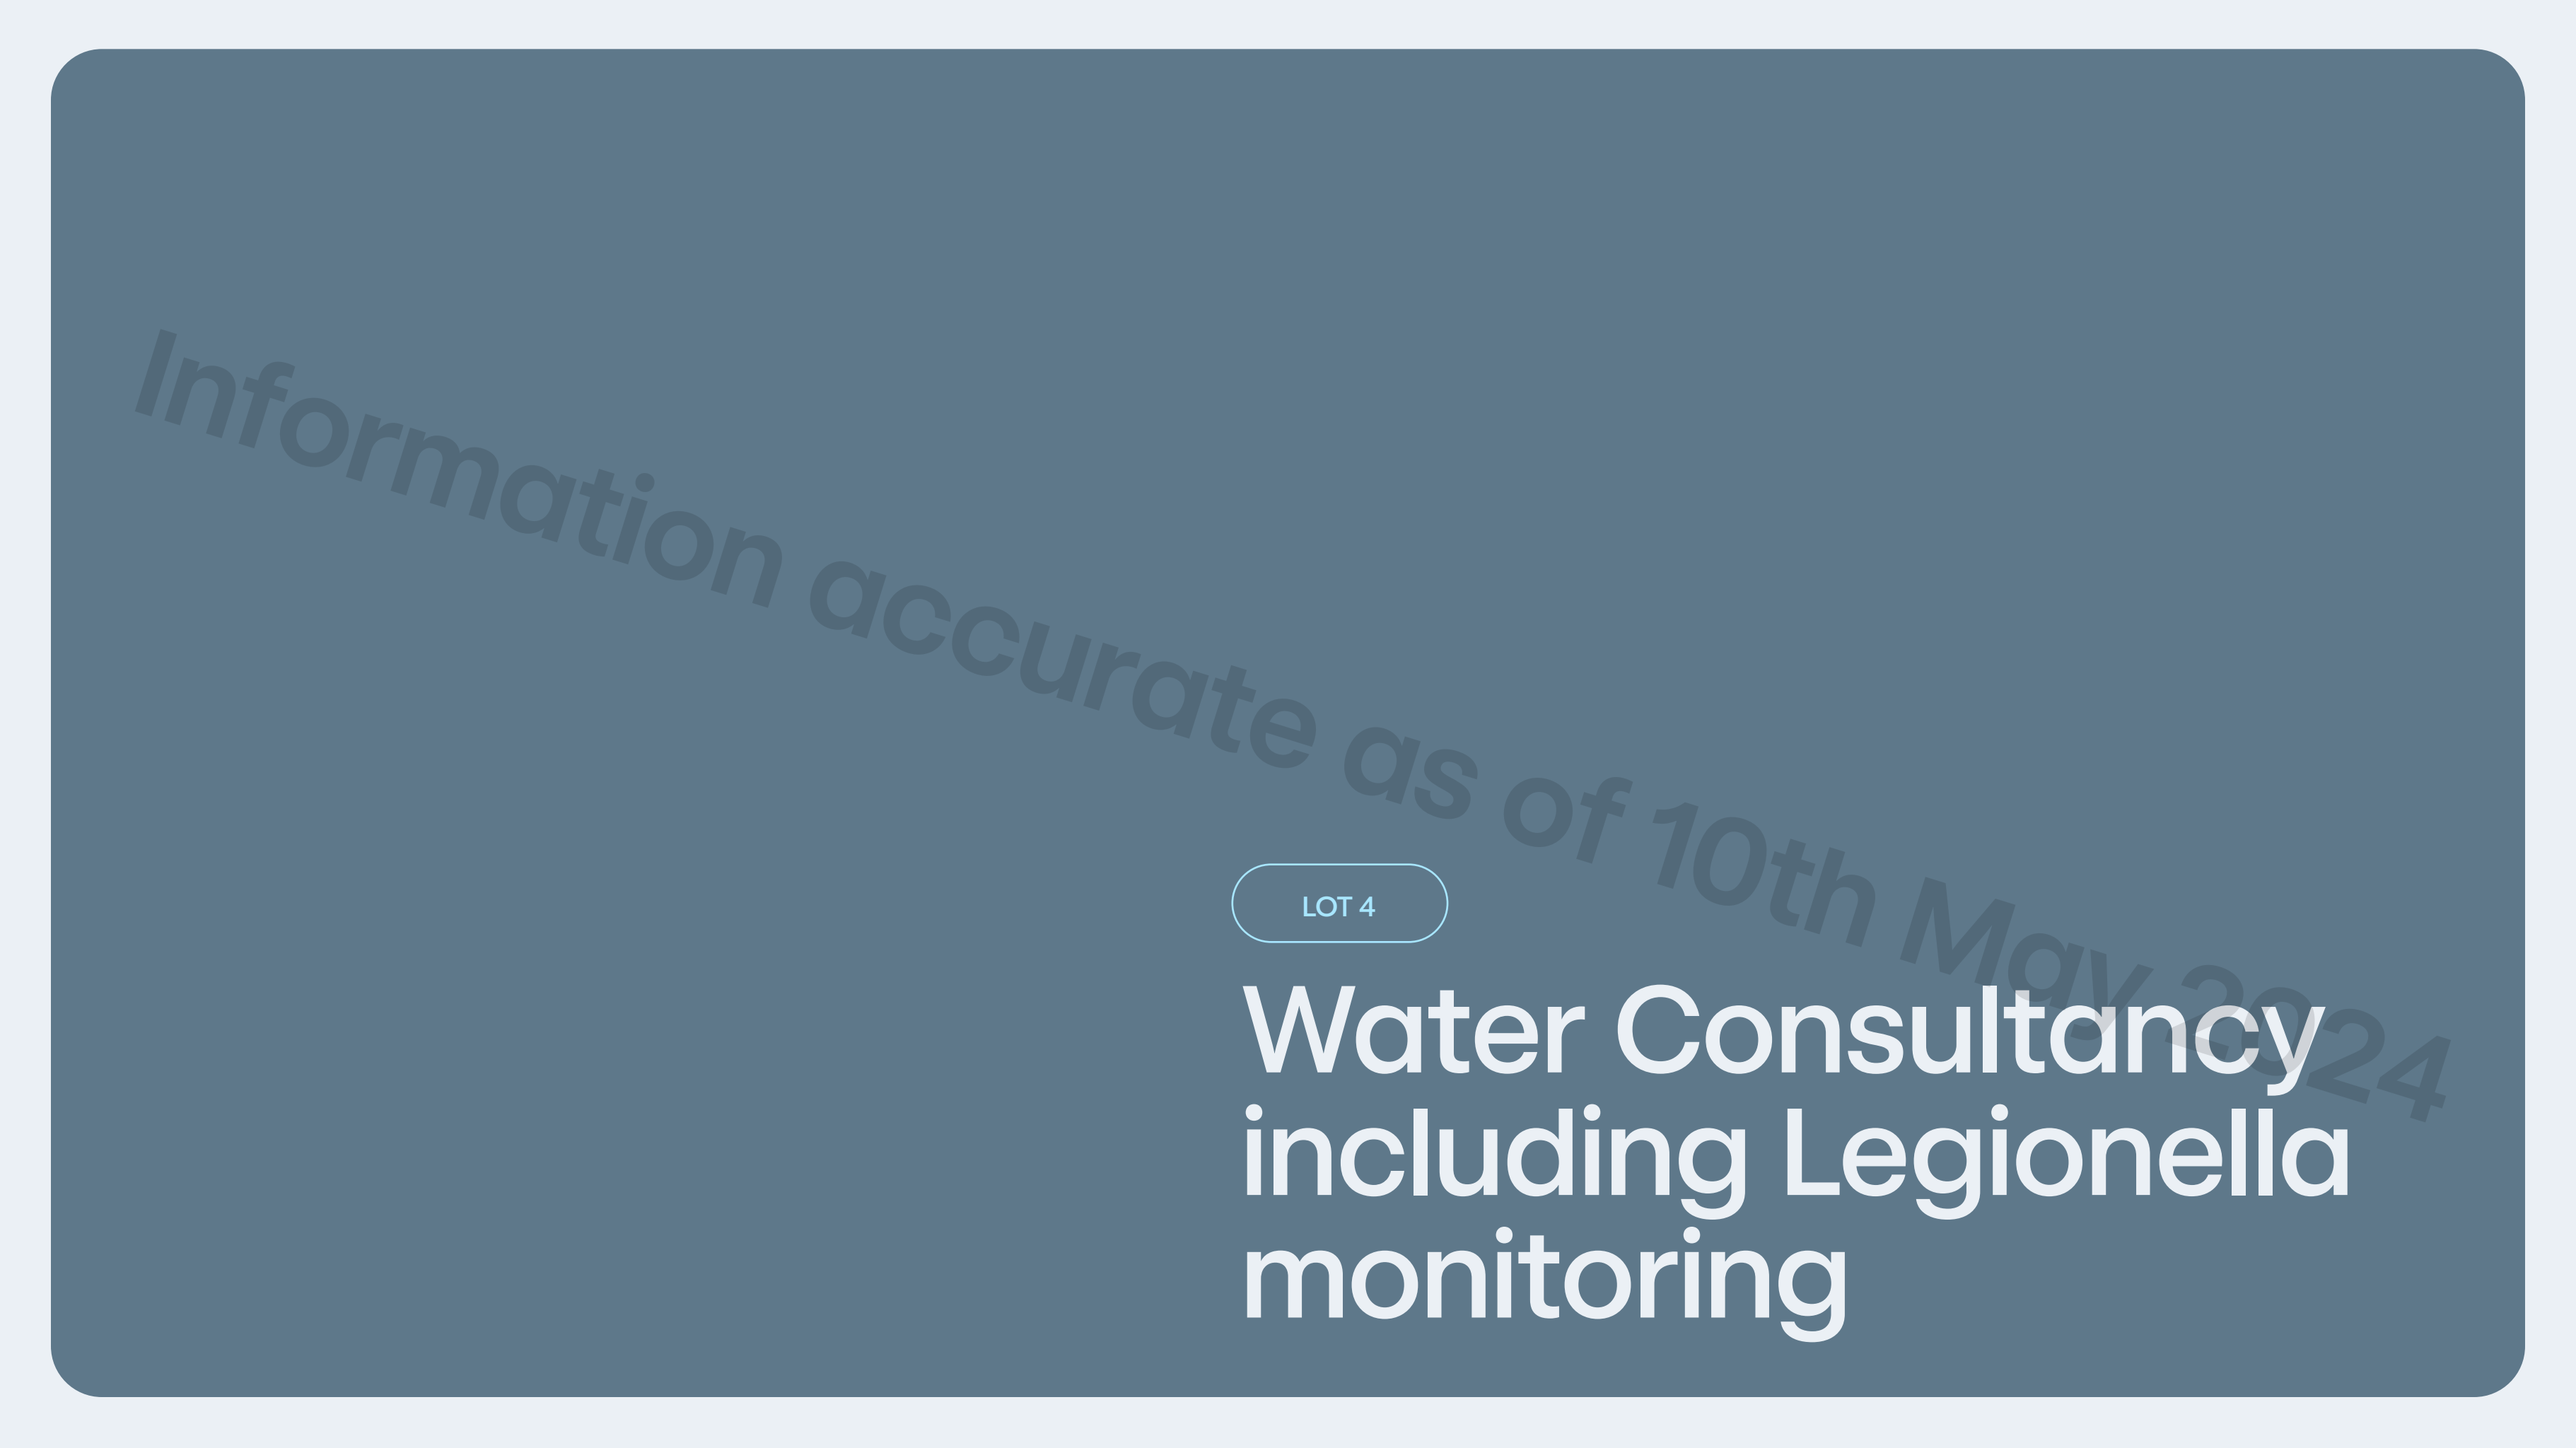 Information accurate as of 10th May 2024
LOT 4
Water Consultancy
including Legionella
monitoring